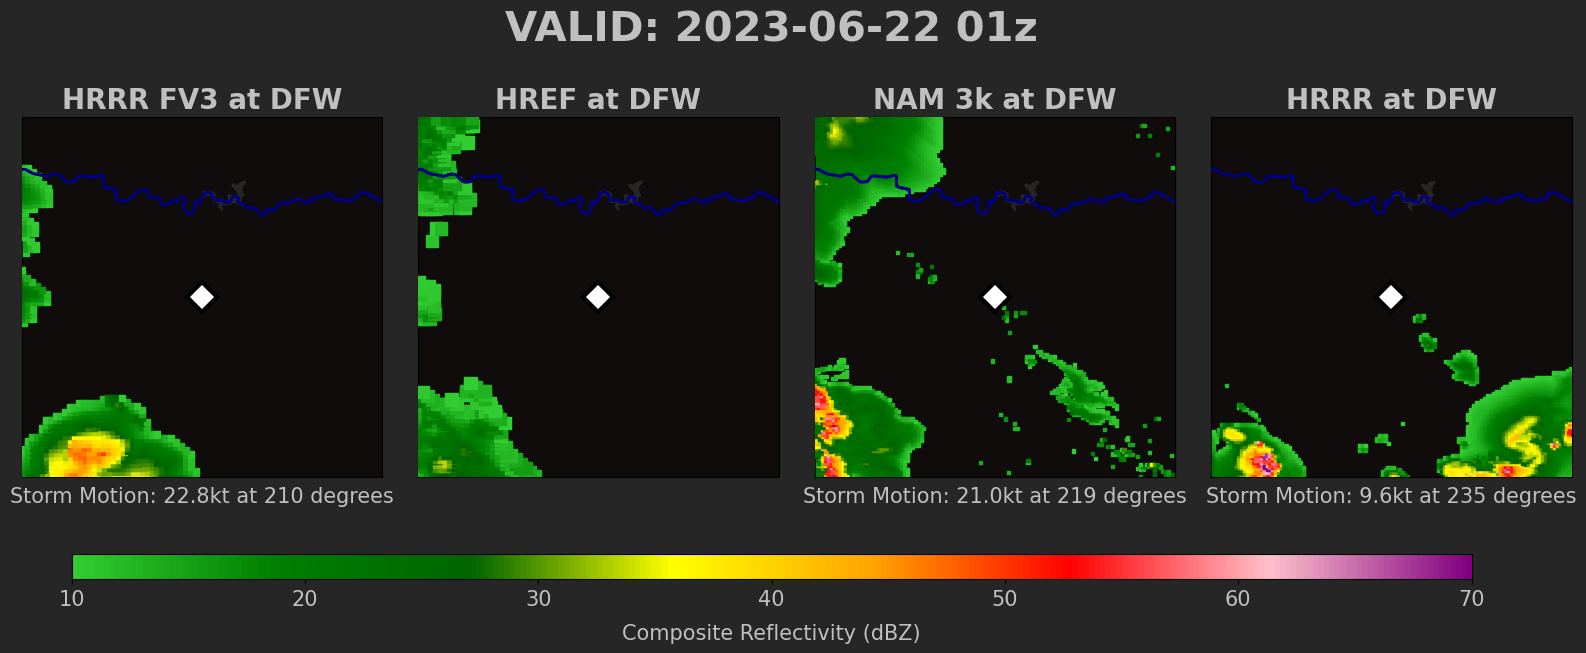 VALID: 2023-06-22 01z
HRRR FV3 at DFW
HREF at DFW
NAM 3k at DFW
HRRR at DFW
Storm Motion: 22.8kt at 210 degrees
Storm Motion: 21.0kt at 219 degrees
Storm Motion: 9.6kt at 235 degrees
10 20 30 40 50 60 70
Composite Reflectivity (dBZ)